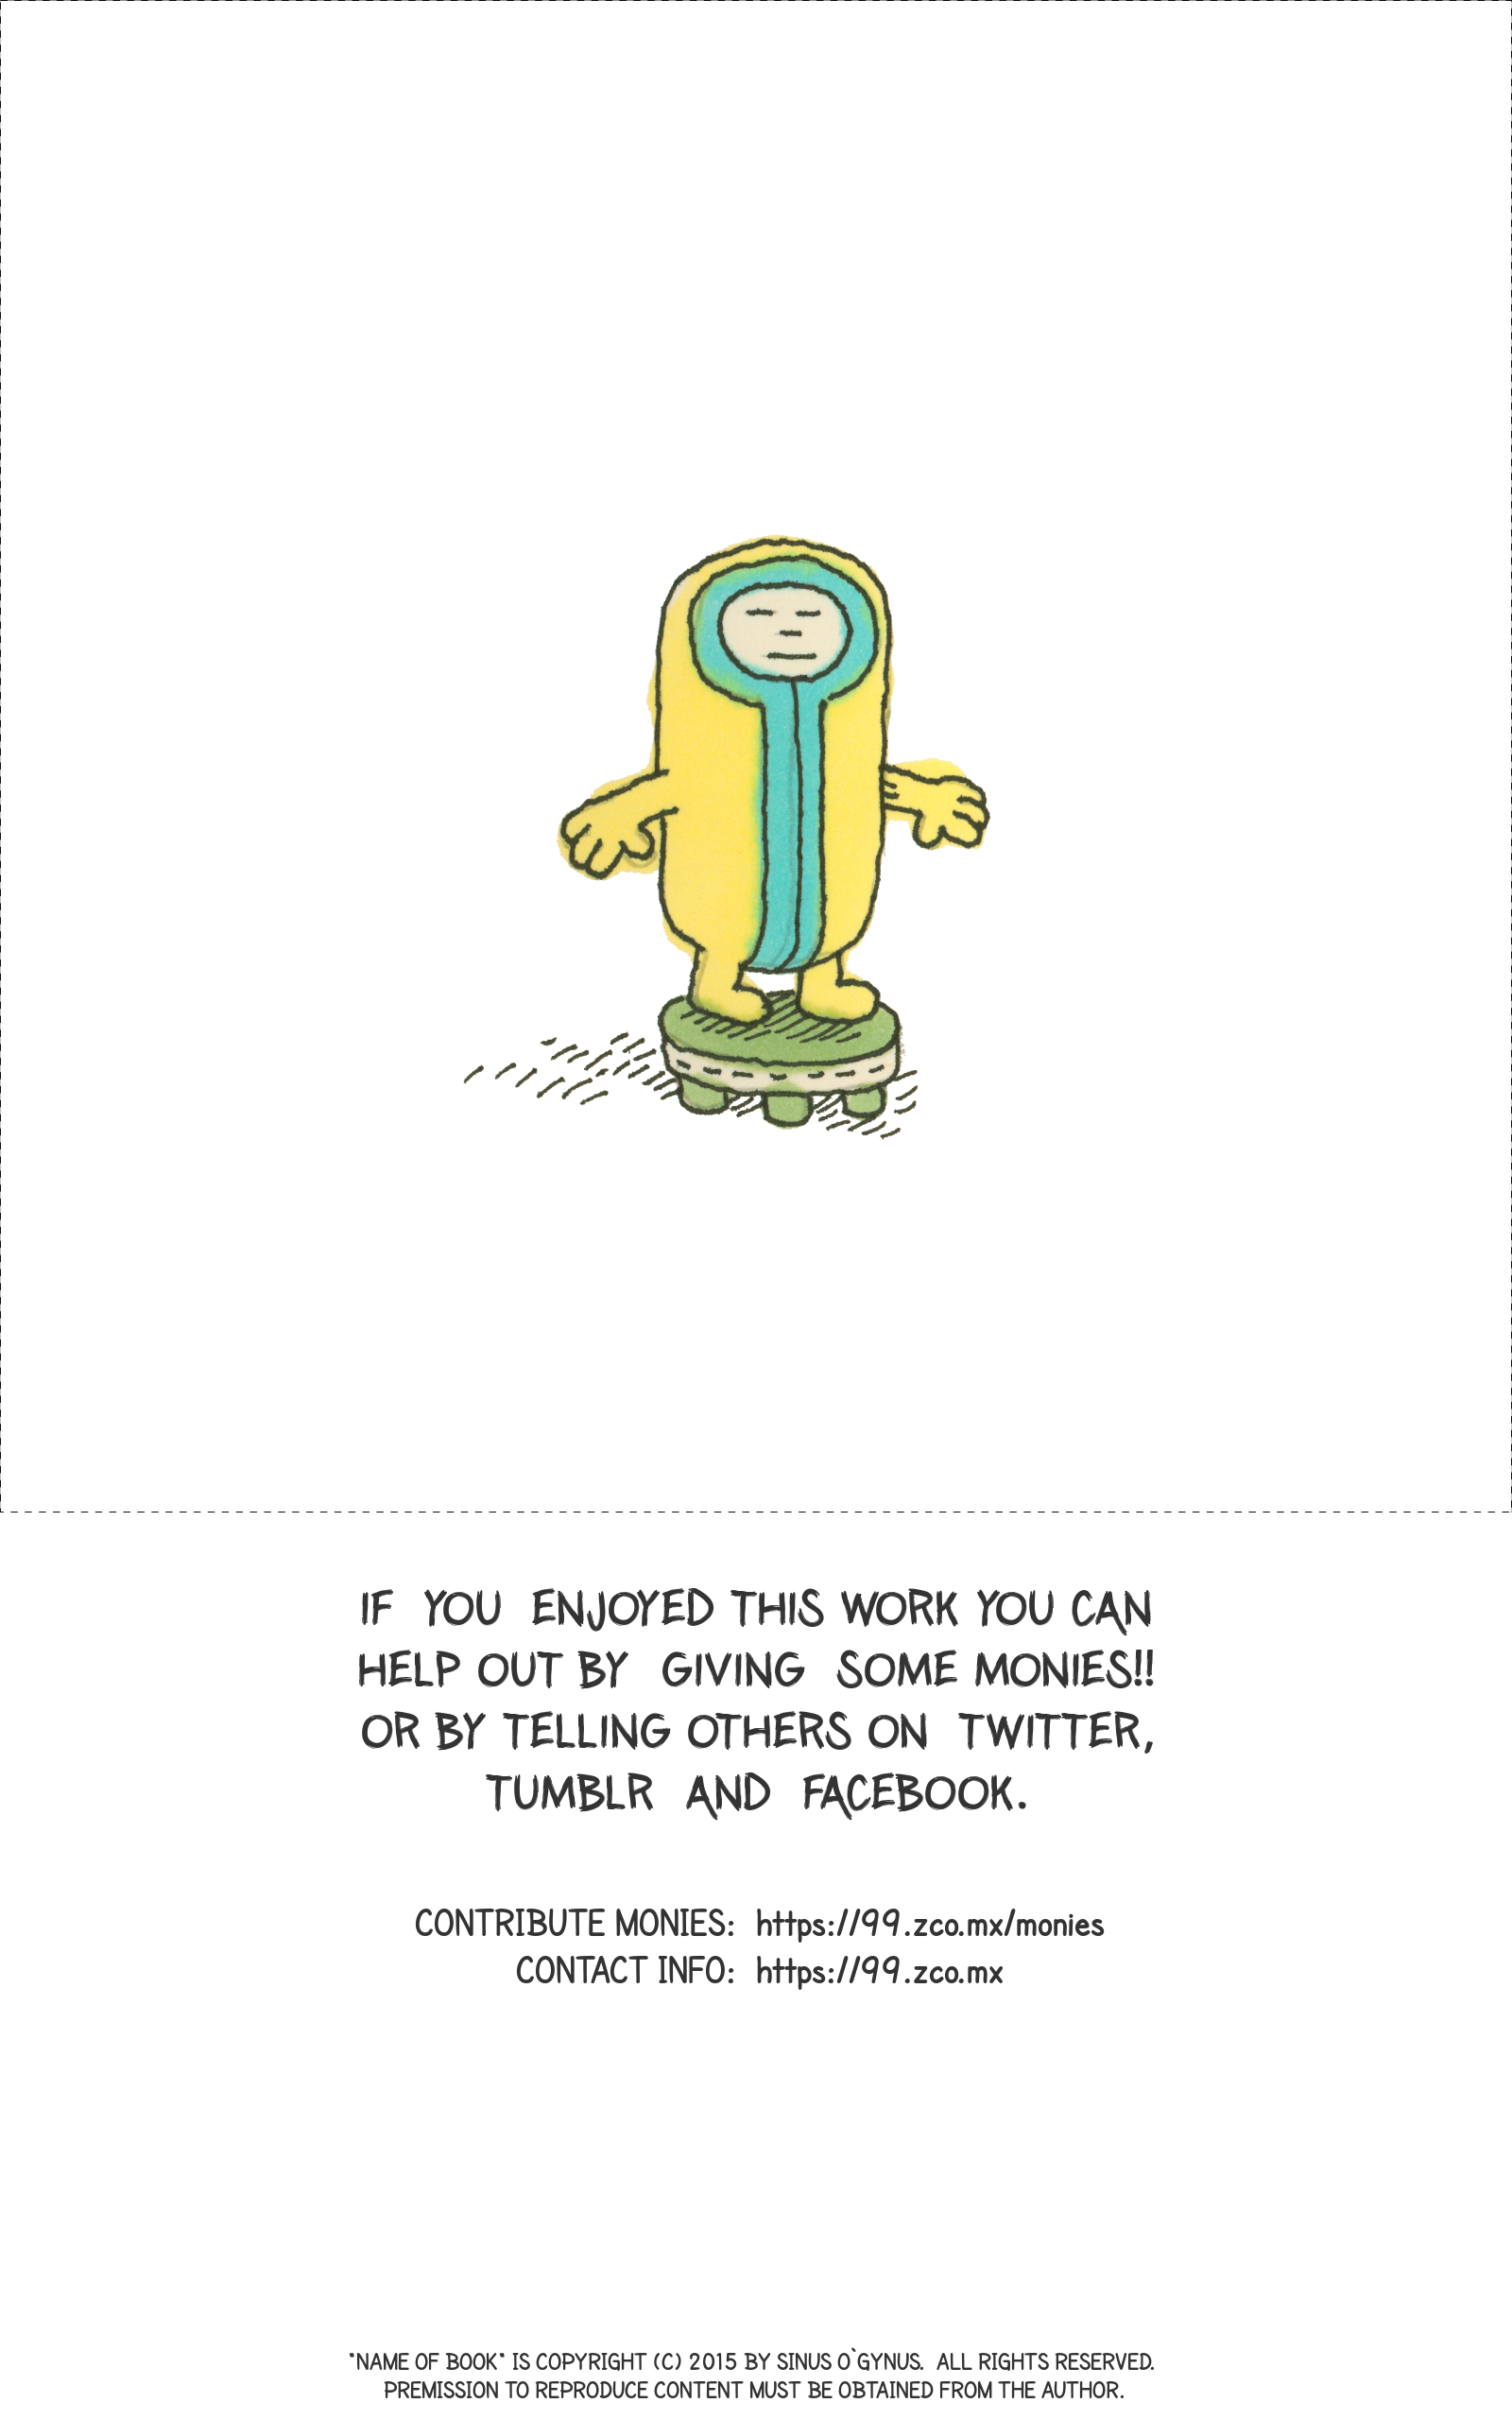 IF YOU ENJOYED THIS WORK YOU CAN
HELP OUT BY GIVING SOME MONIES!!
OR BY TELLING OTHERS ON TWITTER,
TUMBLR AND FACEBOOK.
CONTRIBUTE MONIES: https://99.zco.mx/monies
CONTACT INFO: https://99.zco.mx
"NAME OF BOOK" IS COPYRIGHT (C) 2015 BY SINUS O`GYNUS. ALL RIGHTS RESERVED.
PREMISSION TO REPRODUCE CONTENT MUST BE OBTAINED FROM THE AUTHOR.